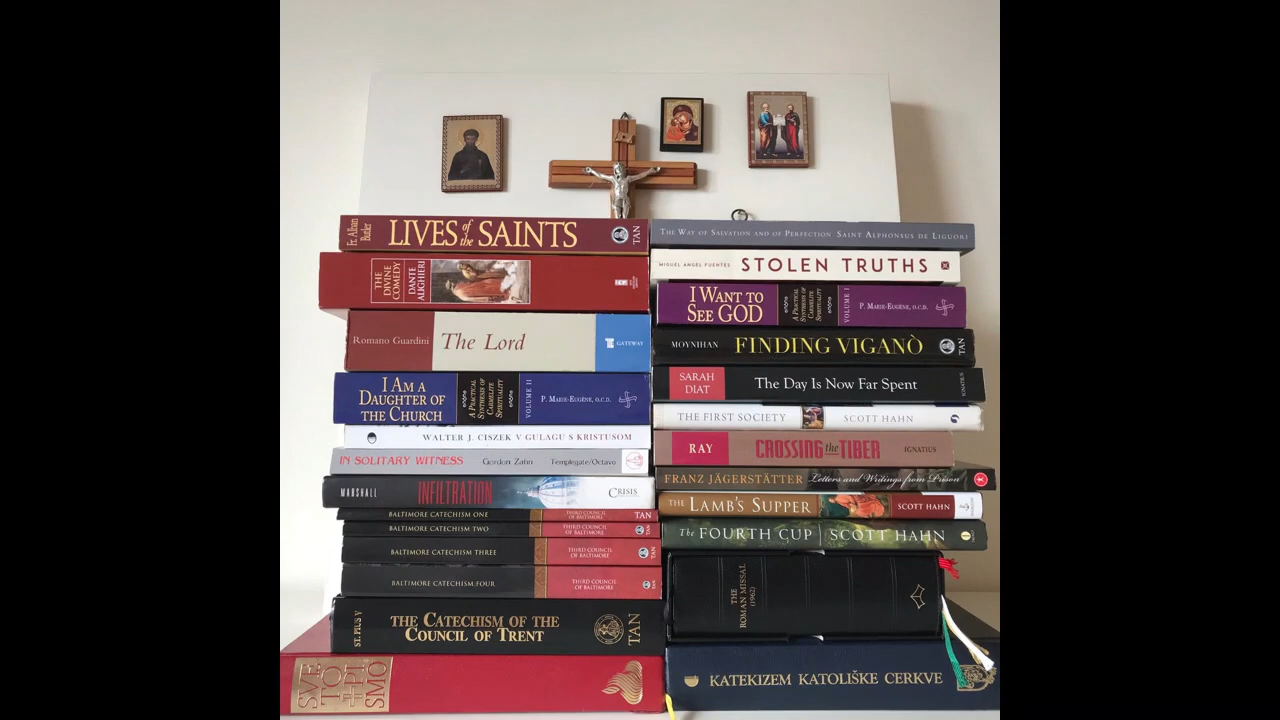 Fr. Alban
Butler
LIVES of the SAINTS
TAN
THE
DIVINE
COMEDY
DANTE
ALIGHIERI
Romano Guardini
The Lord
GATEWAY
I AM A
DAUGHTER OF
THE CHURCH
A PRACTICAL
SYNTHESIS OF
CARMELITE
SPIRITUALITY
VOLUME II
P. MARIE-EUGÈNE, O.C.D.
WALTER J. CISZEK V GULAGU S KRISTUSOM
IN SOLITARY WITNESS Gordon Zahn Templegate/Octavo
MARSHALL
INFILTRATION
CRISIS
BALTIMORE CATECHISM ONE
THIRD COUNCIL
OF BALTIMORE
TAN
BALTIMORE CATECHISM TWO
THIRD COUNCIL
OF BALTIMORE
TAN
BALTIMORE CATECHISM THREE
THIRD COUNCIL
OF BALTIMORE
TAN
BALTIMORE CATECHISM FOUR
THIRD COUNCIL
OF BALTIMORE
TAN
ST. PIUS V
THE CATECHISM OF THE
COUNCIL OF TRENT
TAN
SVE
TO
PI
SMO
THE WAY OF SALVATION AND OF PERFECTION SAINT ALPHONSUS DE LIGUORI
MIGUEL ÁNGEL FUENTES
STOLEN TRUTHS
I WANT TO
SEE GOD
A PRACTICAL
SYNTHESIS OF
CARMELITE
SPIRITUALITY
VOLUME I
P. MARIE-EUGÈNE, O.C.D.
MOYNIHAN
FINDING VIGANÒ
TAN
SARAH
DIAT
The Day Is Now Far Spent
IGNATIUS
THE FIRST SOCIETY
SCOTT HAHN
RAY
CROSSING the TIBER
IGNATIUS
FRANZ JÄGERSTÄTTER Letters and Writings from Prison
THE LAMB'S SUPPER
SCOTT HAHN
The FOURTH CUP
SCOTT HAHN
THE
ROMAN MISSAL
(1962)
KATEKIZEM KATOLIŠKE CERKVE